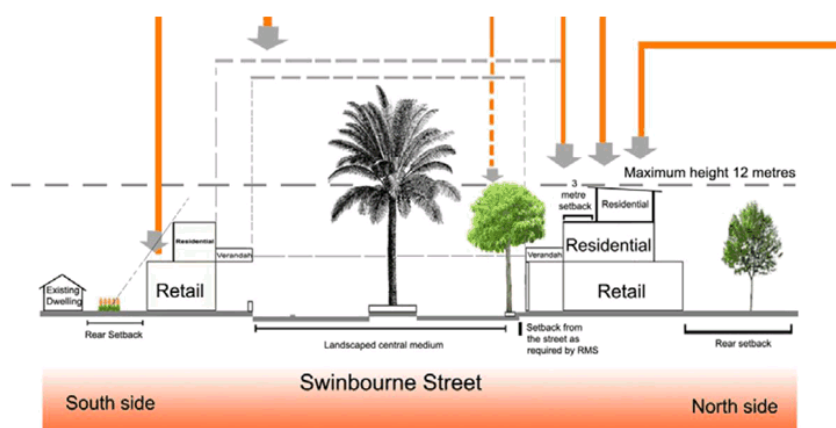 Maximum height 12 metres
3
metre
setback
Residential
Residential
Verandah
Verandah
Residential
Existing
Dwelling
Retail
Retail
Rear Setback
Landscaped central medium
Setback from
the street as
required by RMS
Rear setback
Swinbourne Street
South side
North side